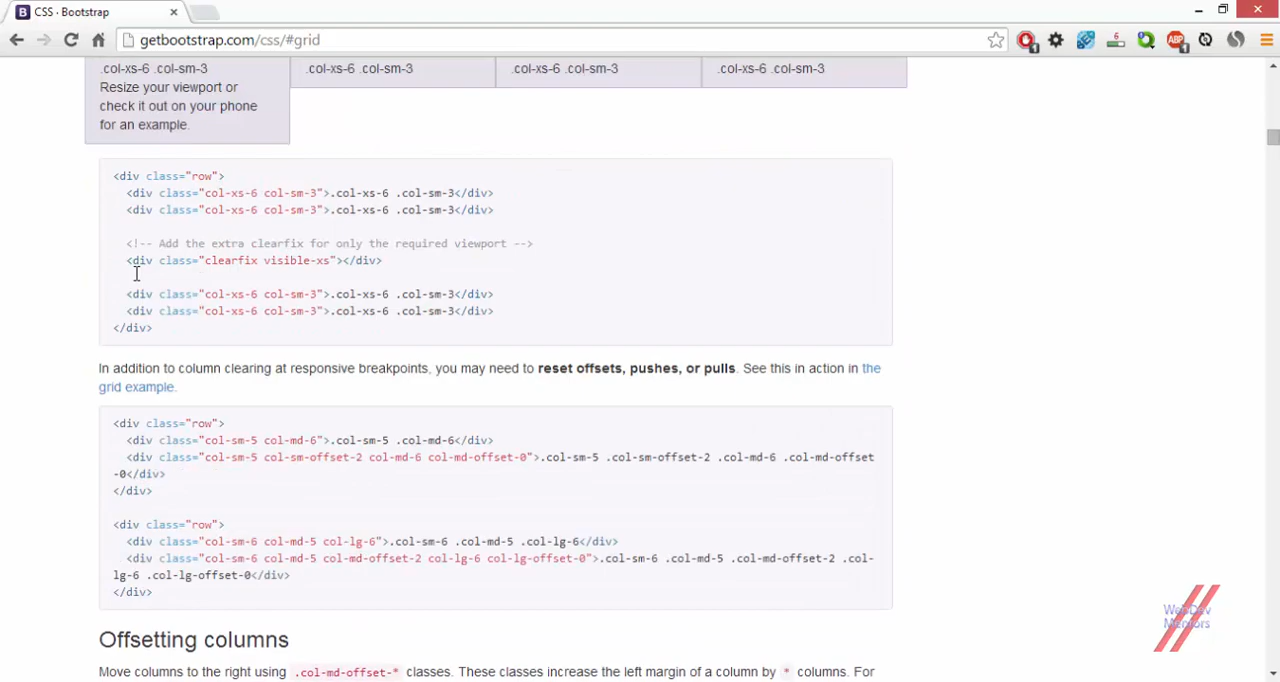 CSS · Bootstrap
getbootstrap.com/css/#grid
.col-xs-6 .col-sm-3
Resize your viewport or
check it out on your phone
for an example.
.col-xs-6 .col-sm-3
.col-xs-6 .col-sm-3
.col-xs-6 .col-sm-3
<div class="row">
<div class="col-xs-6 col-sm-3">.col-xs-6 .col-sm-3</div>
<div class="col-xs-6 col-sm-3">.col-xs-6 .col-sm-3</div>
<!-- Add the extra clearfix for only the required viewport -->
<div class="clearfix visible-xs"></div>
<div class="col-xs-6 col-sm-3">.col-xs-6 .col-sm-3</div>
<div class="col-xs-6 col-sm-3">.col-xs-6 .col-sm-3</div>
</div>
In addition to column clearing at responsive breakpoints, you may need to reset offsets, pushes, or pulls. See this in action in the
grid example.
<div class="row">
<div class="col-sm-5 col-md-6">.col-sm-5 .col-md-6</div>
<div class="col-sm-5 col-sm-offset-2 col-md-6 col-md-offset-0">.col-sm-5 .col-sm-offset-2 .col-md-6 .col-md-offset
-0</div>
</div>
<div class="row">
<div class="col-sm-6 col-md-5 col-lg-6">.col-sm-6 .col-md-5 .col-lg-6</div>
<div class="col-sm-6 col-md-5 col-md-offset-2 col-lg-6 col-lg-offset-0">.col-sm-6 .col-md-5 .col-md-offset-2 .col-
lg-6 .col-lg-offset-0</div>
</div>
Offsetting columns
Move columns to the right using .col-md-offset-* classes. These classes increase the left margin of a column by * columns. For
WebDev
Mentors
B
1
6
ABP
1